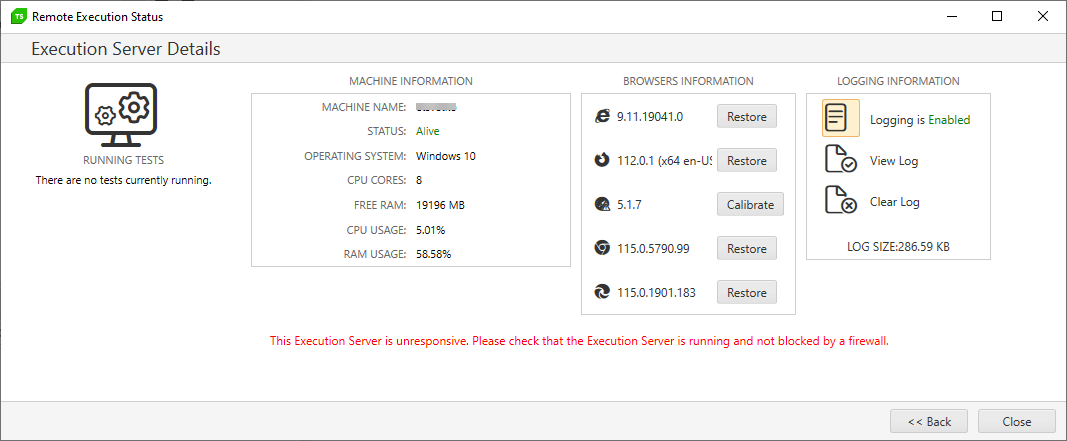 TS Remote Execution Status
Execution Server Details
RUNNING TESTS
There are no tests currently running.
MACHINE INFORMATION
MACHINE NAME:
STATUS: Alive
OPERATING SYSTEM: Windows 10
CPU CORES: 8
FREE RAM: 19196 MB
CPU USAGE: 5.01%
RAM USAGE: 58.58%
BROWSERS INFORMATION
9.11.19041.0 Restore
112.0.1 (x64 en-US Restore
5.1.7 Calibrate
115.0.5790.99 Restore
115.0.1901.183 Restore
LOGGING INFORMATION
Logging is Enabled
View Log
Clear Log
LOG SIZE:286.59 KB
This Execution Server is unresponsive. Please check that the Execution Server is running and not blocked by a firewall.
<< Back Close